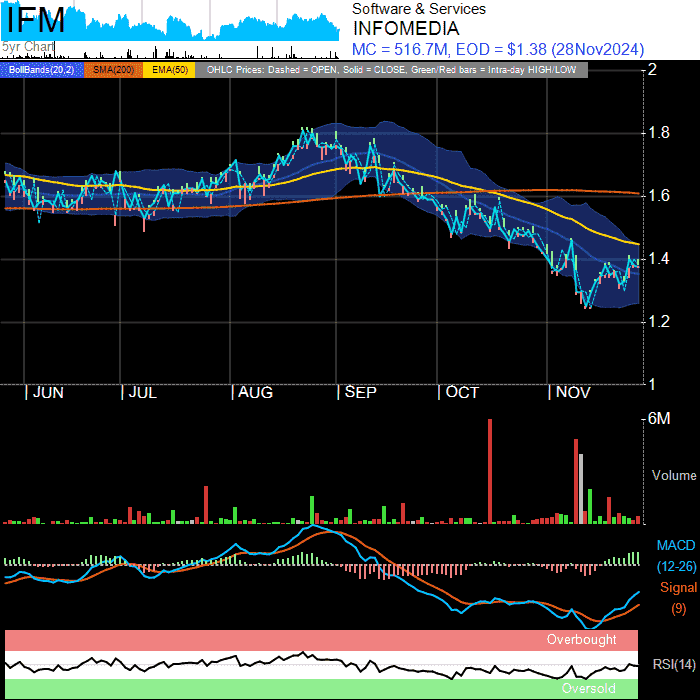 IFM
5yr Chart
Software & Services
INFOMEDIA
MC = 516.7M, EOD = $1.38 (28Nov2024)
BollBands(20,2) SMA(200) EMA(50) OHLC Prices: Dashed = OPEN, Solid = CLOSE, Green/Red bars = Intra-day HIGH/LOW
2
1.8
1.6
1.4
1.2
1
JUN JUL AUG SEP OCT NOV
6M
Volume
MACD
(12-26)
Signal
(9)
Overbought
RSI(14)
Oversold